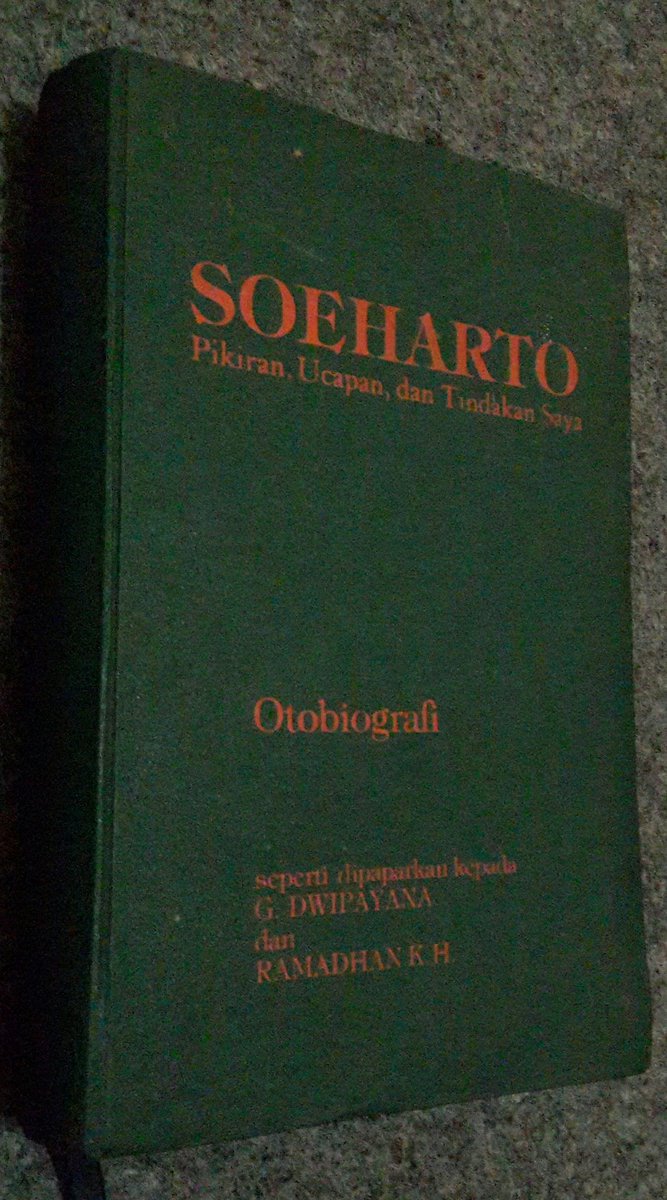 SOEHARTO
Pikiran, Ucapan, dan Tindakan Saya
Otobiografi
seperti dipaparkan kepada
G. DWIPAYANA
dan
RAMADHAN K H